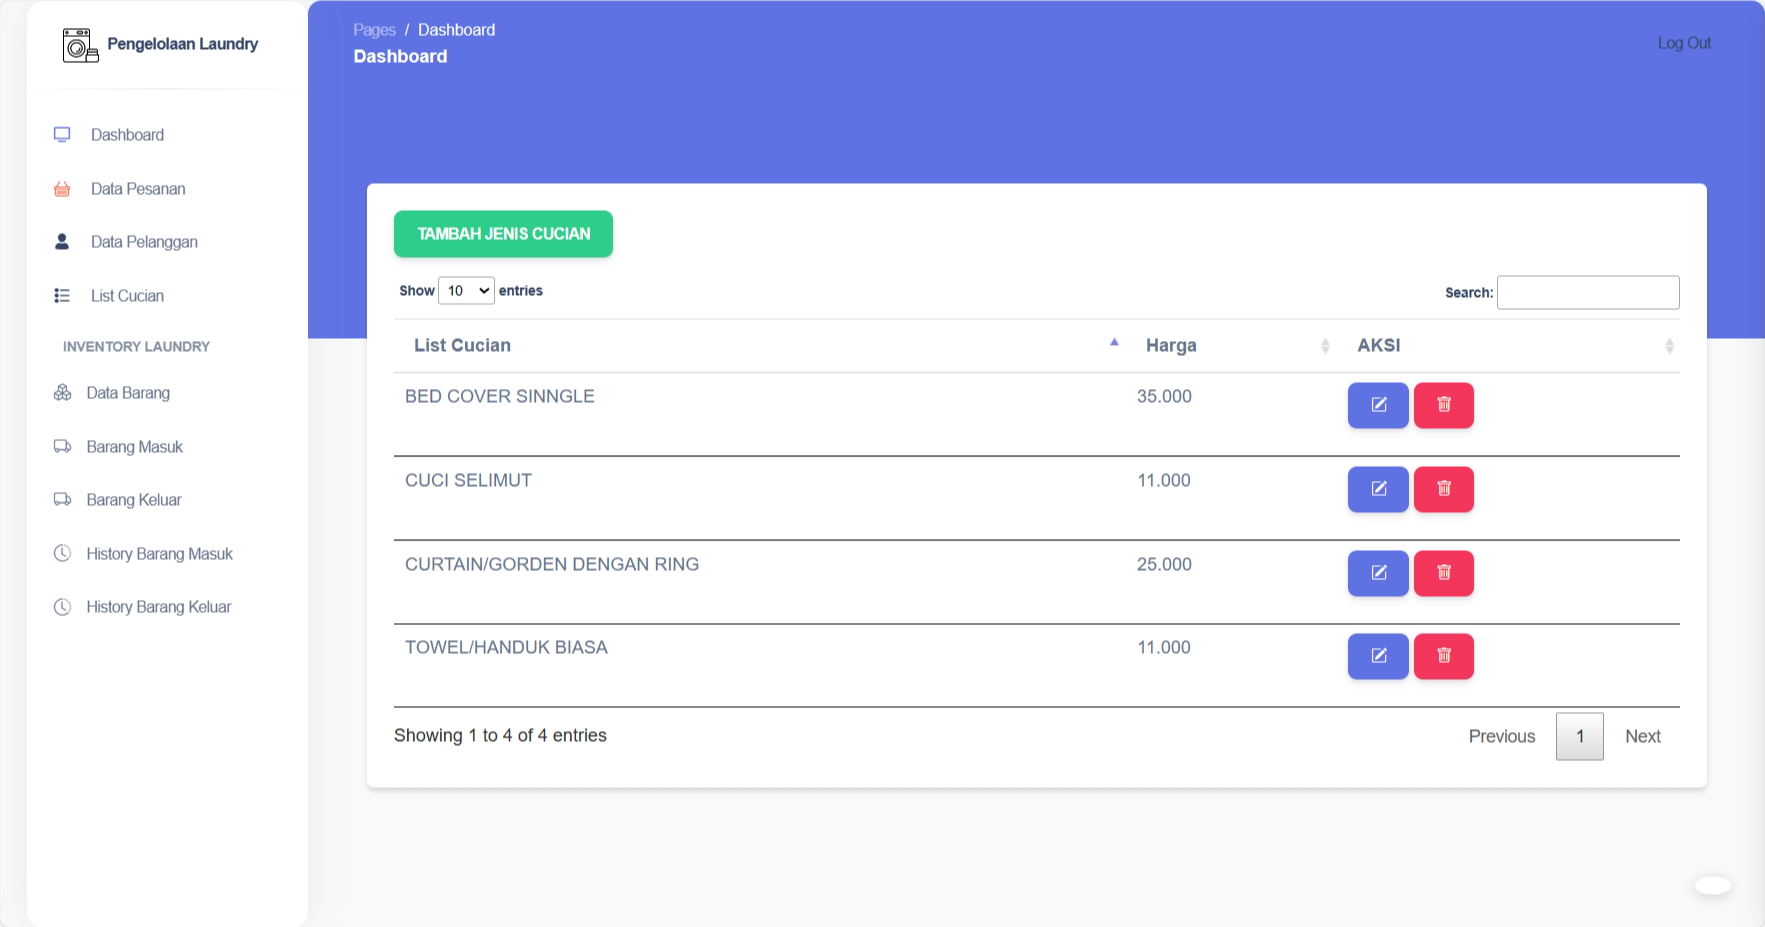 Pengelolaan Laundry
Dashboard
Data Pesanan
Data Pelanggan
List Cucian
INVENTORY LAUNDRY
Data Barang
Barang Masuk
Barang Keluar
History Barang Masuk
History Barang Keluar
Pages / Dashboard
Dashboard
Log Out
TAMBAH JENIS CUCIAN
Show 10 entries
Search:
List Cucian Harga AKSI
BED COVER SINNGLE 35.000
CUCI SELIMUT 11.000
CURTAIN/GORDEN DENGAN RING 25.000
TOWEL/HANDUK BIASA 11.000
Showing 1 to 4 of 4 entries
Previous 1 Next